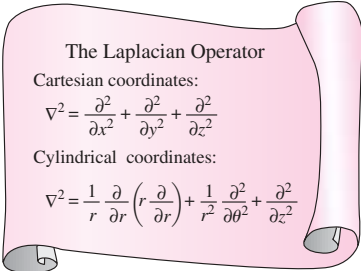 The Laplacian Operator
Cartesian coordinates:
∇² = ∂²/∂x² + ∂²/∂y² + ∂²/∂z²
Cylindrical coordinates:
∇² = 1/r ∂/∂r (r ∂/∂r) + 1/r² ∂²/∂θ² + ∂²/∂z²